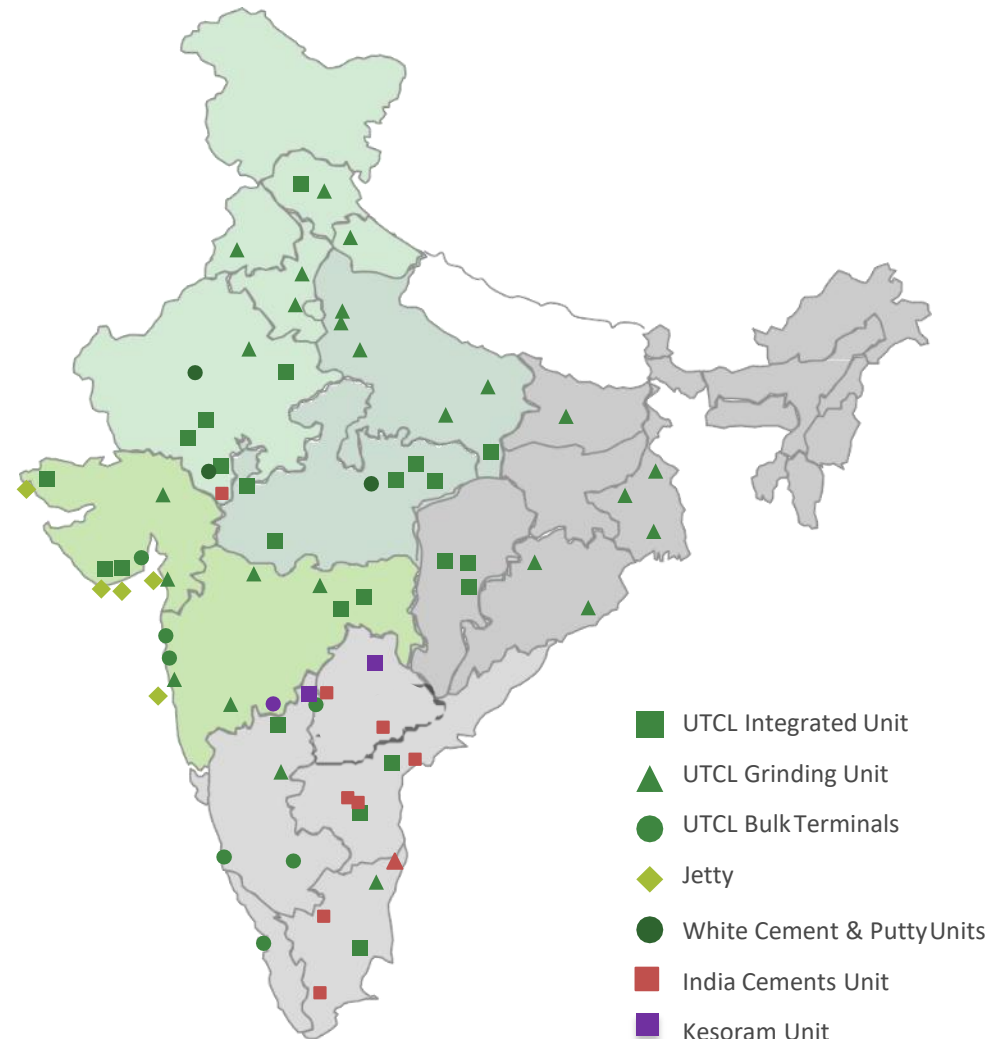 UTCL Integrated Unit
UTCL Grinding Unit
UTCL Bulk Terminals
Jetty
White Cement & Putty Units
India Cements Unit
Kesoram Unit